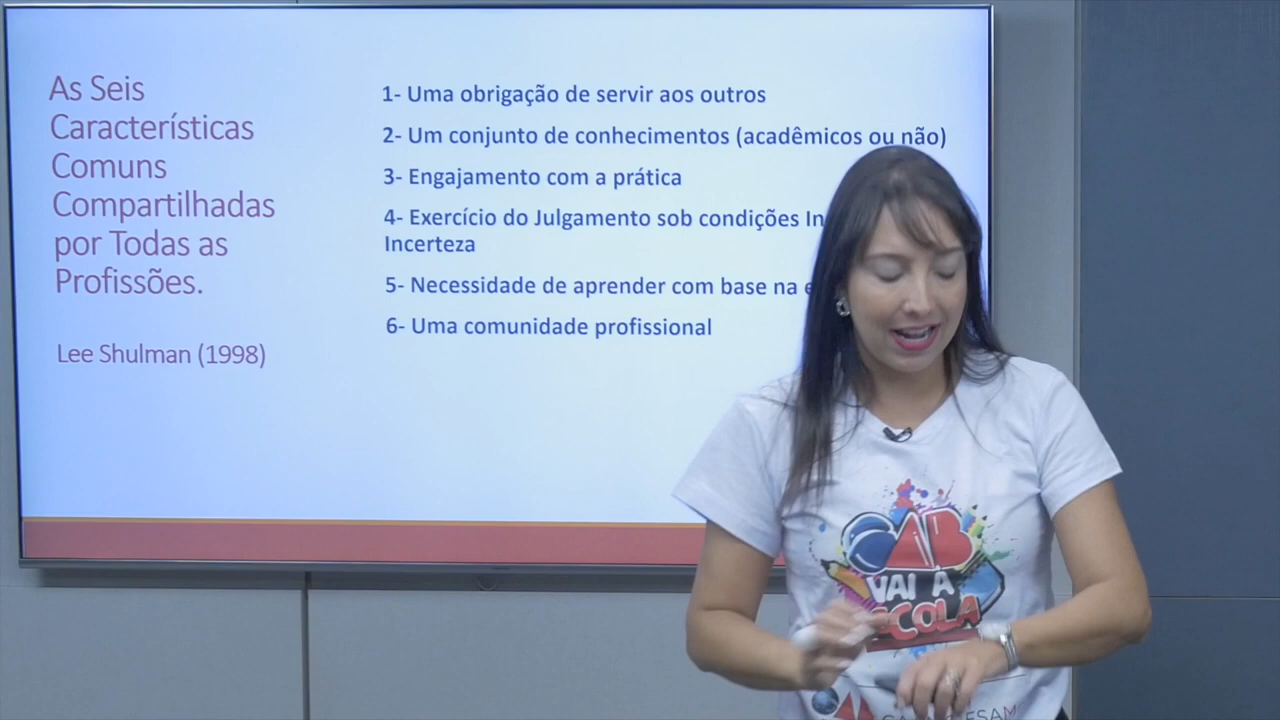 As Seis
Características
Comuns
Compartilhadas
por Todas as
Profissões.
Lee Shulman (1998)
1- Uma obrigação de servir aos outros
2- Um conjunto de conhecimentos (acadêmicos ou não)
3- Engajamento com a prática
4- Exercício do Julgamento sob condições In
Incerteza
5- Necessidade de aprender com base na e
6- Uma comunidade profissional
OAB
VAI À